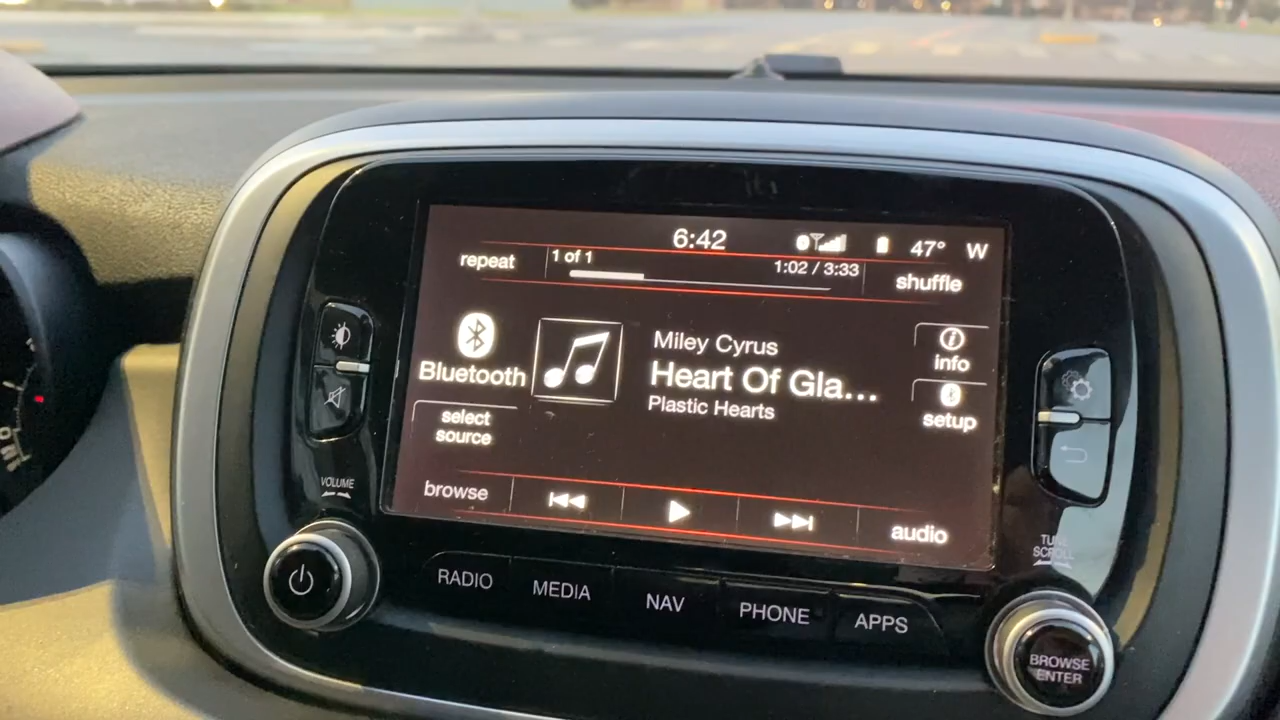 6:42
47° W
repeat
1 of 1
1:02 / 3:33
shuffle
Bluetooth
Miley Cyrus
Heart Of Gla...
Plastic Hearts
info
setup
select
source
browse
audio
VOLUME
TUNE
SCROLL
RADIO
MEDIA
NAV
PHONE
APPS
BROWSE
ENTER